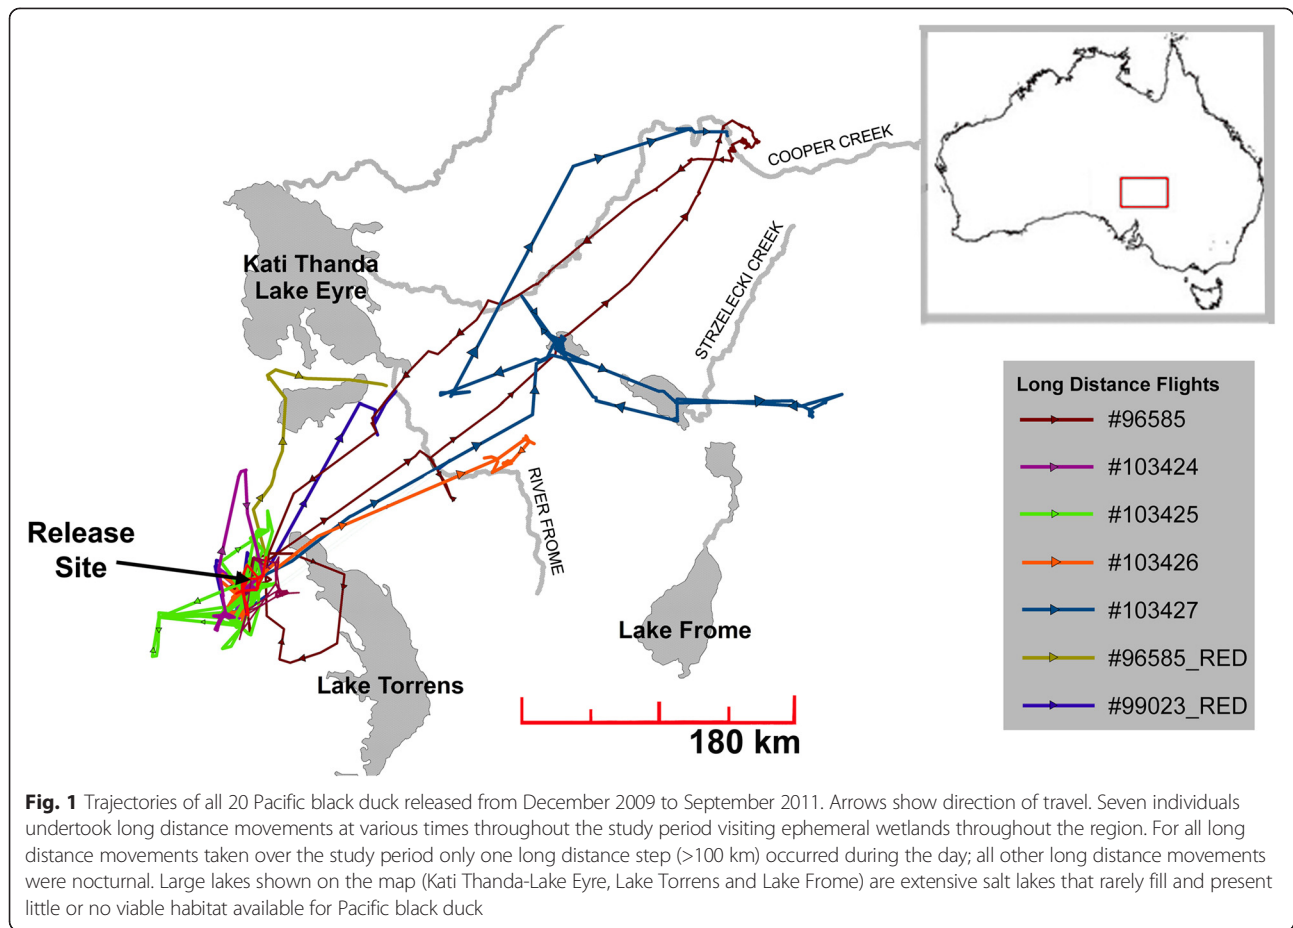 COOPER CREEK
Kati Thanda
Lake Eyre
STRZELECKI CREEK
Long Distance Flights
#96585
#103424
#103425
#103426
#103427
#96585_RED
#99023_RED
RIVER FROME
Release
Site
Lake Frome
Lake Torrens
180 km
Fig. 1 Trajectories of all 20 Pacific black duck released from December 2009 to September 2011. Arrows show direction of travel. Seven individuals
undertook long distance movements at various times throughout the study period visiting ephemeral wetlands throughout the region. For all long
distance movements taken over the study period only one long distance step (>100 km) occurred during the day; all other long distance movements
were nocturnal. Large lakes shown on the map (Kati Thanda-Lake Eyre, Lake Torrens and Lake Frome) are extensive salt lakes that rarely fill and present
little or no viable habitat available for Pacific black duck